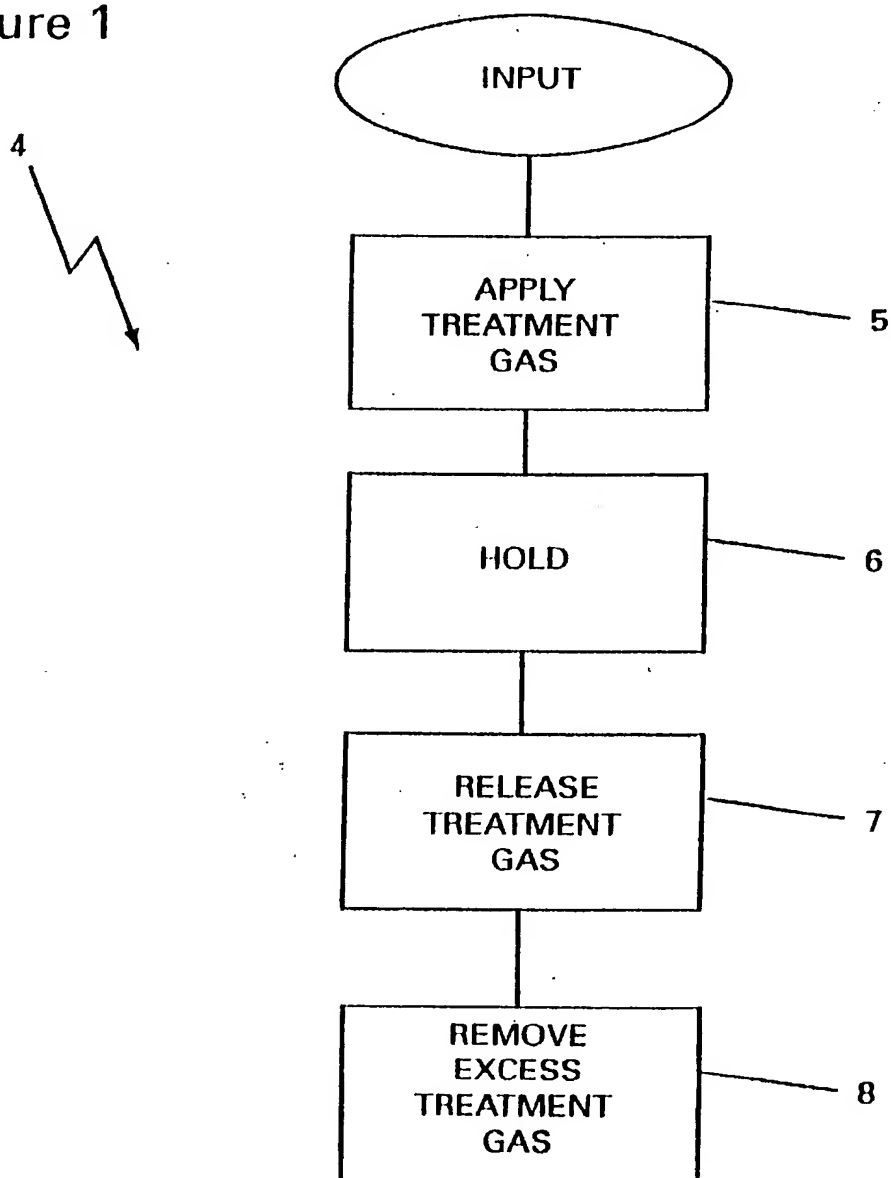 ure 1
INPUT
4
APPLY
TREATMENT
GAS
5
HOLD
6
RELEASE
TREATMENT
GAS
7
REMOVE
EXCESS
TREATMENT
GAS
8